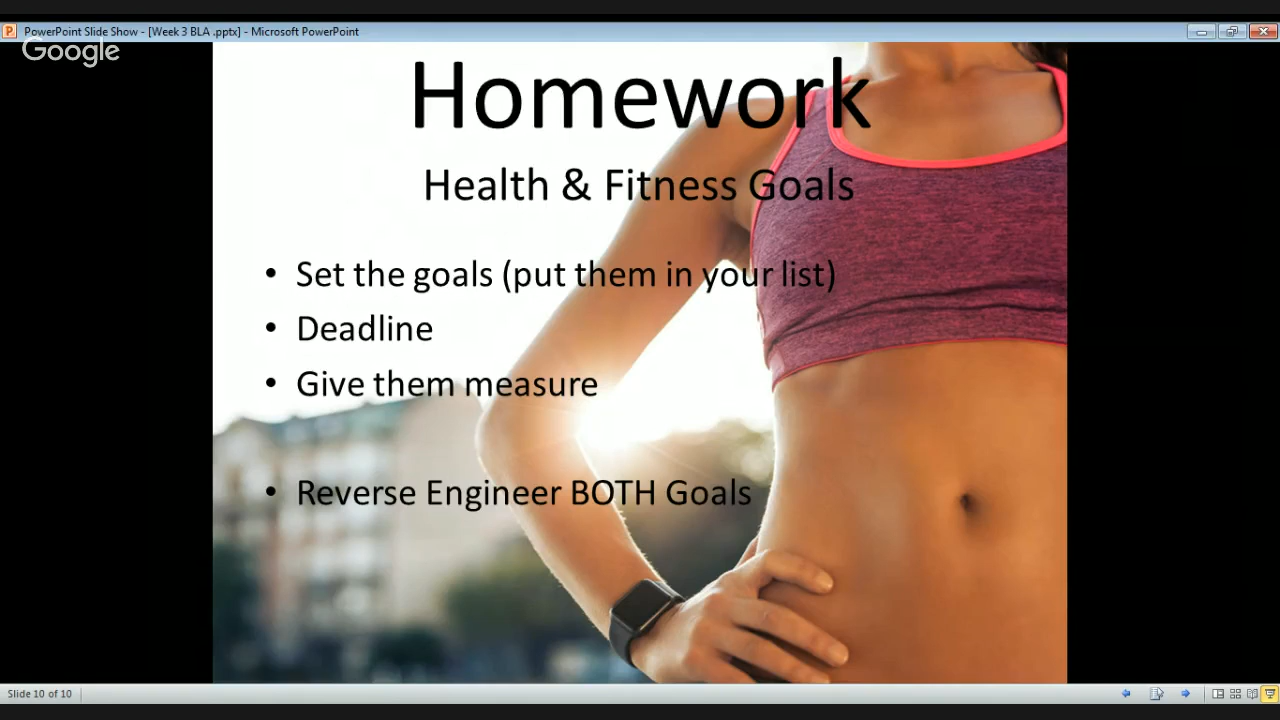 PowerPoint Slide Show - [Week 3 BLA .pptx] - Microsoft PowerPoint
Google
Homework
Health & Fitness Goals
• Set the goals (put them in your list)
• Deadline
• Give them measure
• Reverse Engineer BOTH Goals
Slide 10 of 10